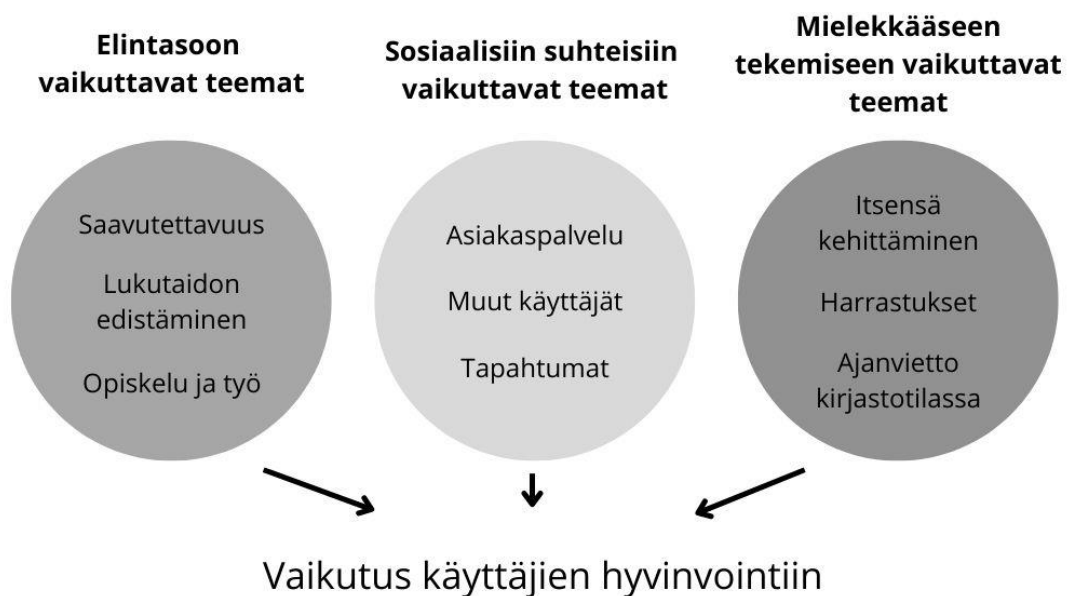 Elintasoon
vaikuttavat teemat
Sosiaalisiin suhteisiin
vaikuttavat teemat
Mielekkääseen
tekemiseen vaikuttavat
teemat
Saavutettavuus
Lukutaidon
edistäminen
Opiskelu ja työ
Asiakaspalvelu
Muut käyttäjät
Tapahtumat
Itsensä
kehittäminen
Harrastukset
Ajanvietto
kirjastotilassa
Vaikutus käyttäjien hyvinvointiin